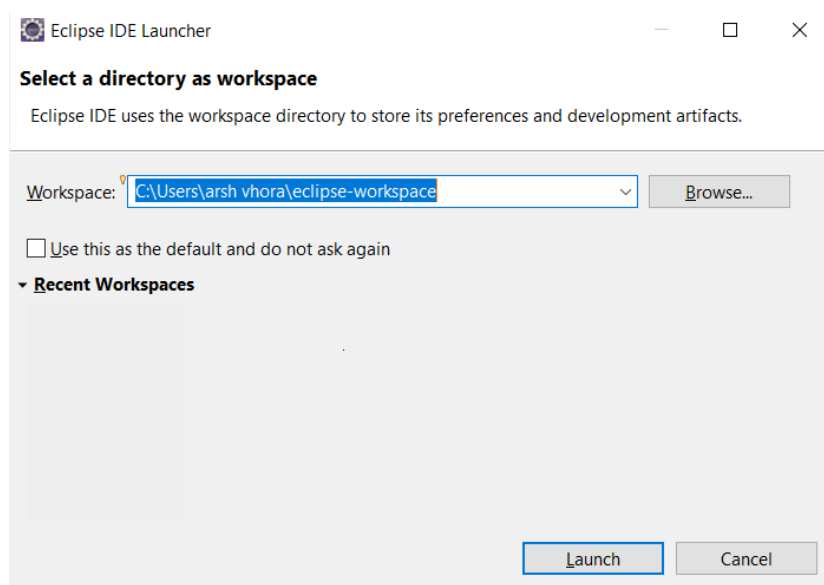 Eclipse IDE Launcher
Select a directory as workspace
Eclipse IDE uses the workspace directory to store its preferences and development artifacts.
Workspace: C:\Users\arsh vhora\eclipse-workspace Browse...
Use this as the default and do not ask again
Recent Workspaces
Launch Cancel